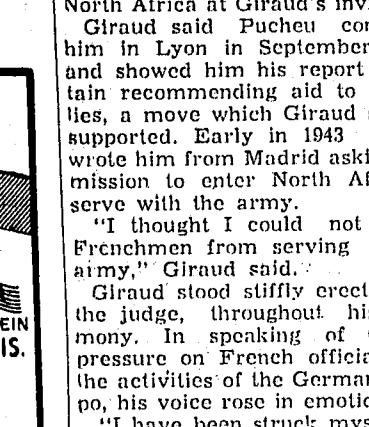 North Africa at Giraud's invi
Giraud said Pucheu con
him in Lyon in September
and showed him his report
tain recommending aid to
lies, a move which Giraud
supported. Early in 1943
wrote him from Madrid aski
mission to enter North Af
serve with the army.
"I thought I could not
Frenchmen from serving
army," Giraud said.
Giraud stood stiffly erect
the judge, throughout his
mony. In speaking of
pressure on French officia
the activities of the German
po, his voice rose in emotio
"I have been struck mys
EIN
IS.